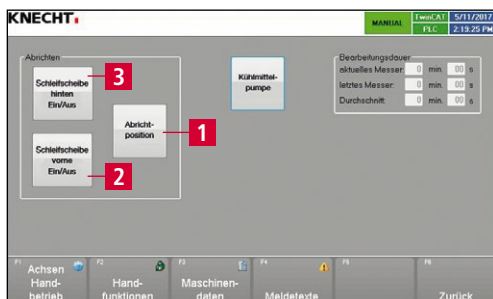 KNECHT.
MANUAL
TwinCAT
PLC
5/11/2017
2:19:25 PM
Abrichten
Schleifscheibe
hinten
Ein/Aus
3
Abricht-
position
1
Schleifscheibe
vorne
Ein/Aus
2
Kühlmittel-
pumpe
Bearbeitungsdauer
aktuelles Messer: 0 min. 00 s
letztes Messer: 0 min. 00 s
Durchschnitt: 0 min. 00 s
F1 Achsen
Hand-
betrieb
F2
Hand-
funktionen
F3
Maschinen-
daten
F4
Meldetexte
F5
F6
Zurück